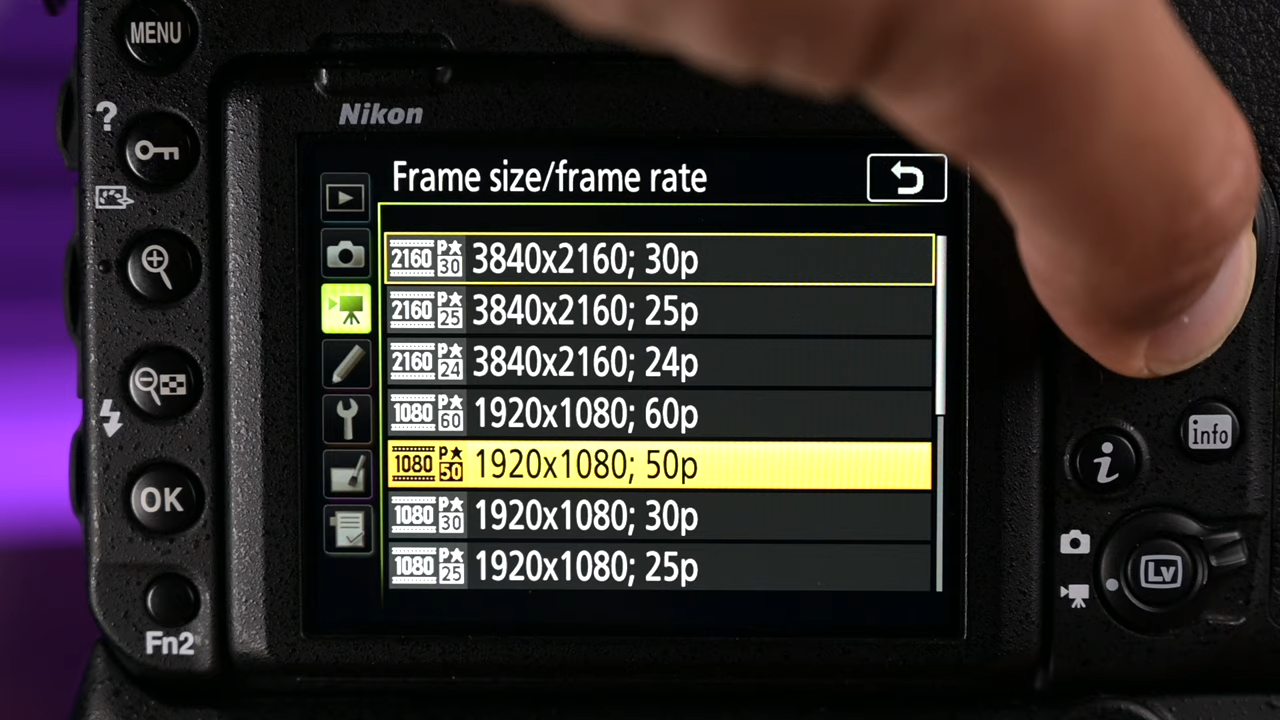 MENU
Nikon
?
Frame size/frame rate
2160 P★ 30 3840x2160; 30p
2160 P★ 25 3840x2160; 25p
2160 P★ 24 3840x2160; 24p
1080 P★ 60 1920x1080; 60p
1080 P★ 50 1920x1080; 50p
1080 P★ 30 1920x1080; 30p
1080 P★ 25 1920x1080; 25p
info
i
OK
Lv
Fn2